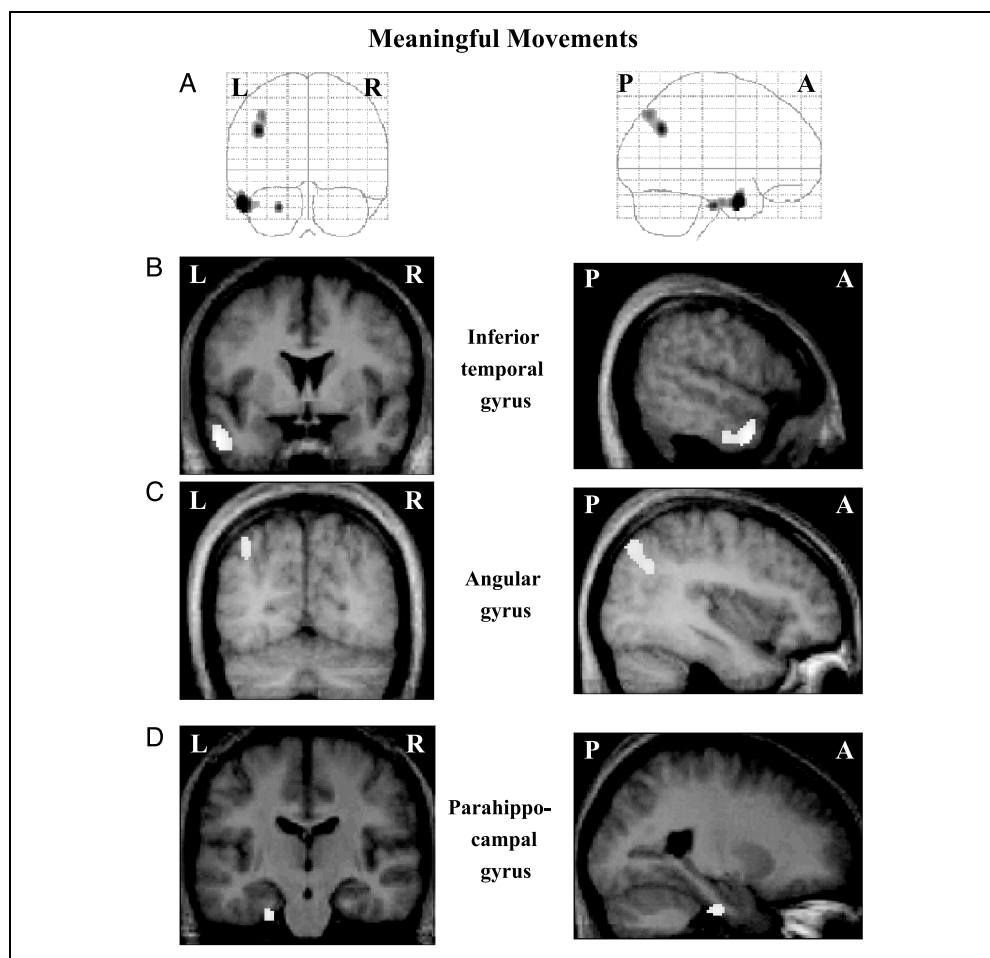 Meaningful Movements
A
L R
P A
B
L R
Inferior
temporal
gyrus
P A
C
L R
Angular
gyrus
P A
D
L R
Parahippo-
campal
gyrus
P A